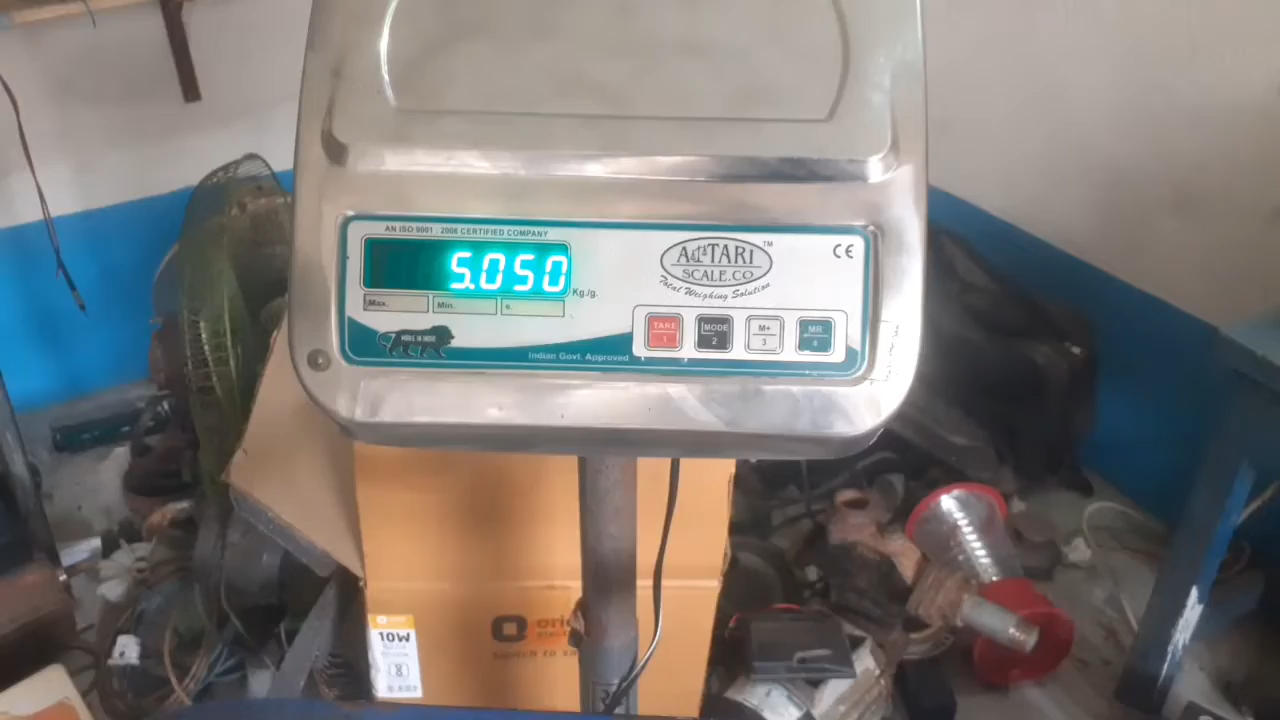 AN ISO 9001 : 2008 CERTIFIED COMPANY
5.050
Kg./g.
Max.
Min.
e.
MAKE IN INDIA
Indian Govt. Approved
TM
SCALE.CO
Total Weighing Solution
CE
TARE
1
MODE
2
M+
3
MR
4
10W
8